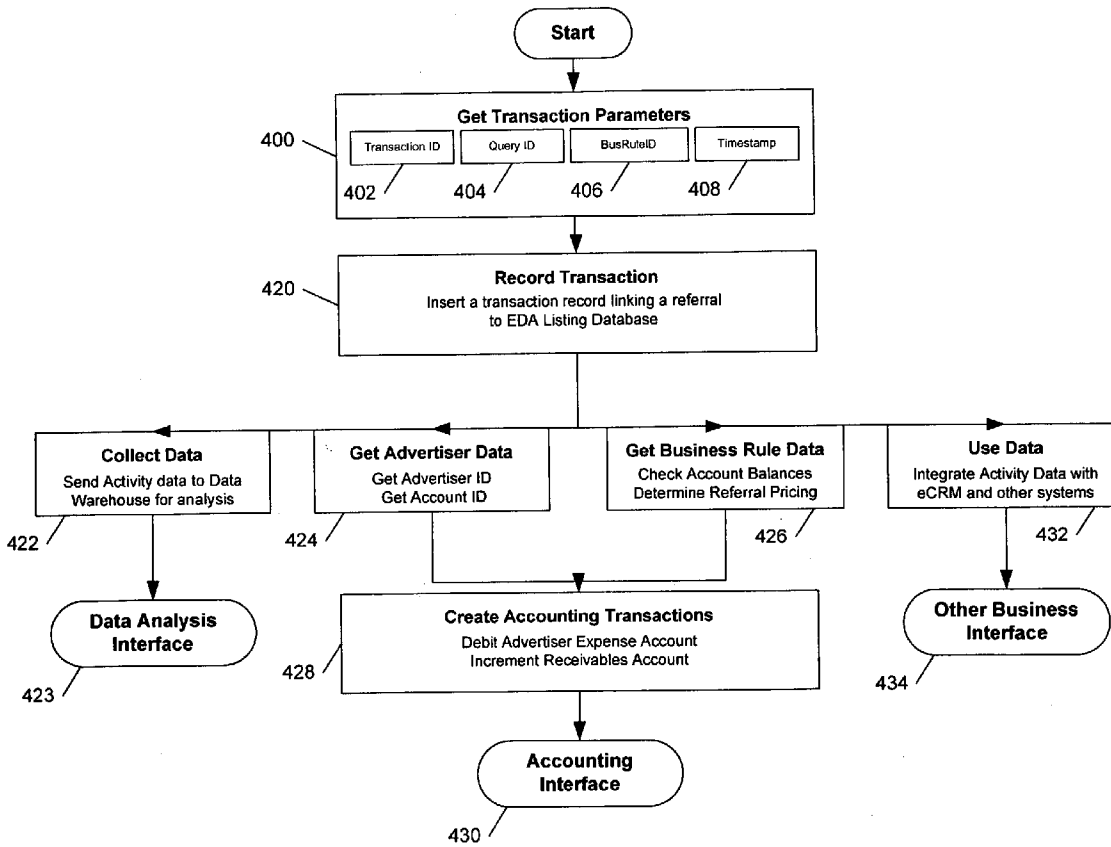 Start
Get Transaction Parameters
400
Transaction ID
Query ID
BusRuleID
Timestamp
402
404
406
408
Record Transaction
420
Insert a transaction record linking a referral
to EDA Listing Database
Collect Data
Send Activity data to Data
Warehouse for analysis
422
Get Advertiser Data
Get Advertiser ID
Get Account ID
424
Get Business Rule Data
Check Account Balances
Determine Referral Pricing
426
Use Data
Integrate Activity Data with
eCRM and other systems
432
Data Analysis
Interface
423
Create Accounting Transactions
Debit Advertiser Expense Account
Increment Receivables Account
428
Other Business
Interface
434
Accounting
Interface
430